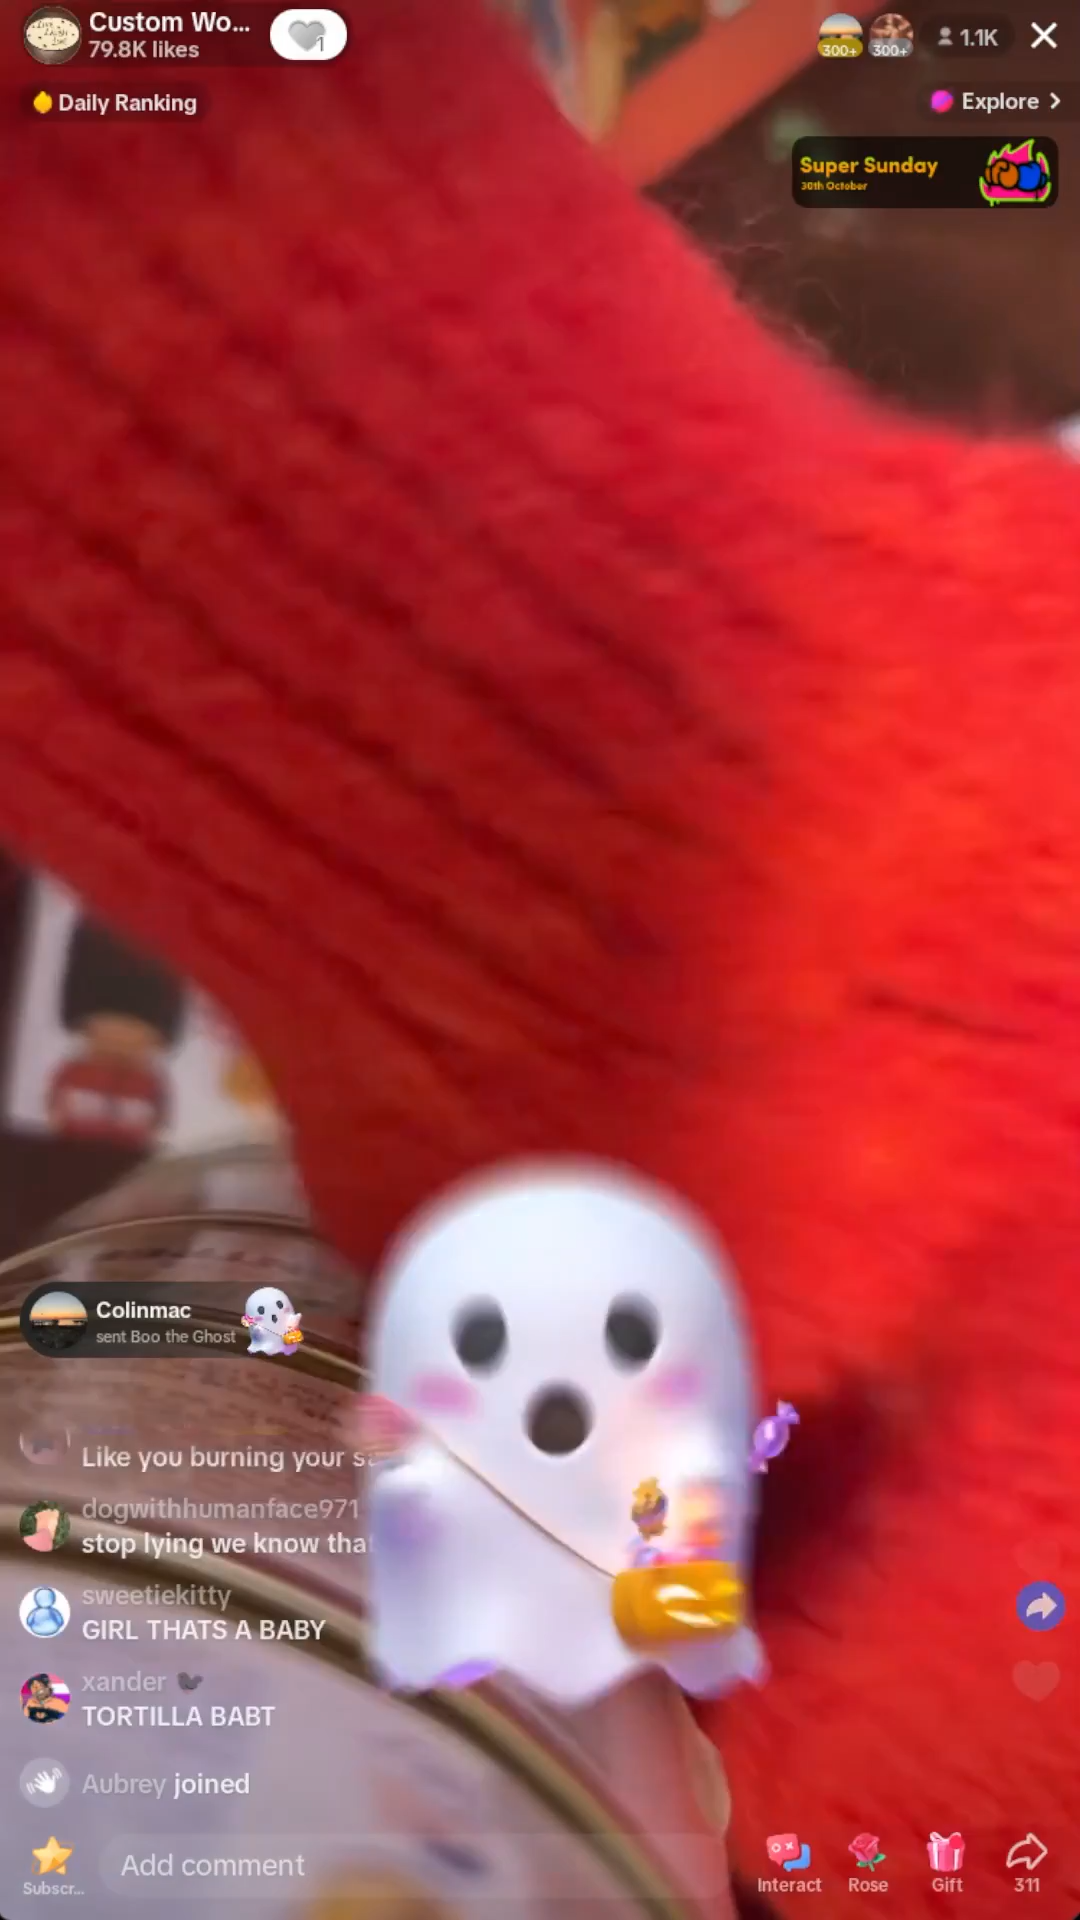 Custom Wo...
79.8K likes
1
300+
300+
1.1K
Daily Ranking
Explore >
Super Sunday
30th October
Colinmac
sent Boo the Ghost
Like you burning your s
dogwithhumanface971
stop lying we know tha
sweetiekitty
GIRL THATS A BABY
xander
TORTILLA BABT
Aubrey joined
Add comment
Subscr...
Interact
Rose
Gift
311